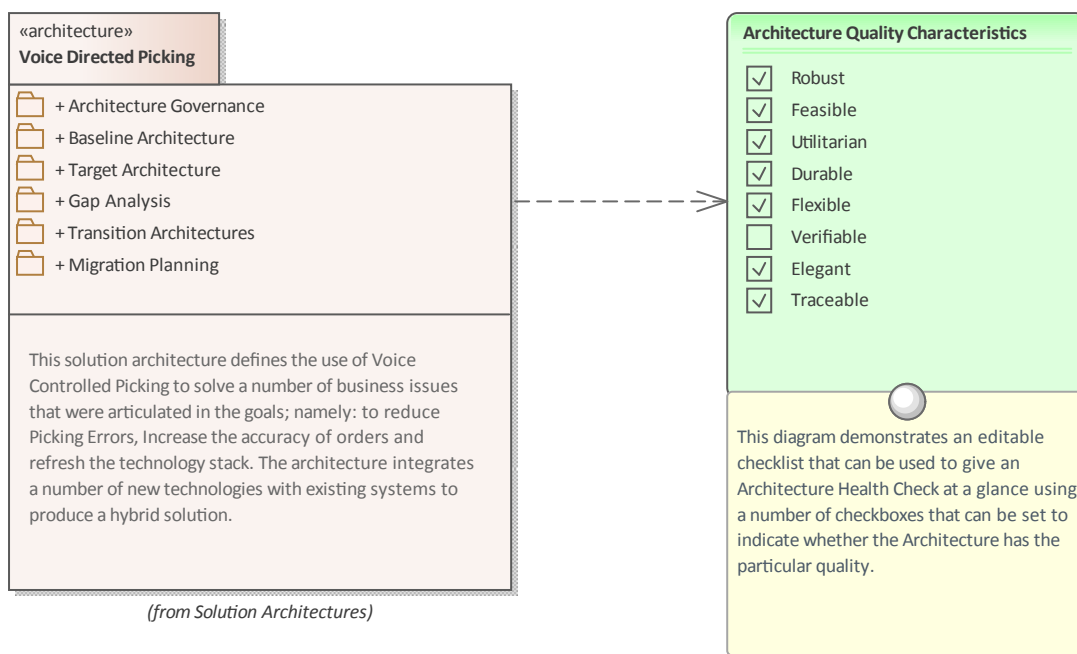 «architecture»
Voice Directed Picking
+ Architecture Governance
+ Baseline Architecture
+ Target Architecture
+ Gap Analysis
+ Transition Architectures
+ Migration Planning
This solution architecture defines the use of Voice
Controlled Picking to solve a number of business issues
that were articulated in the goals; namely: to reduce
Picking Errors, Increase the accuracy of orders and
refresh the technology stack. The architecture integrates
a number of new technologies with existing systems to
produce a hybrid solution.
(from Solution Architectures)
Architecture Quality Characteristics
Robust
Feasible
Utilitarian
Durable
Flexible
Verifiable
Elegant
Traceable
This diagram demonstrates an editable
checklist that can be used to give an
Architecture Health Check at a glance using
a number of checkboxes that can be set to
indicate whether the Architecture has the
particular quality.